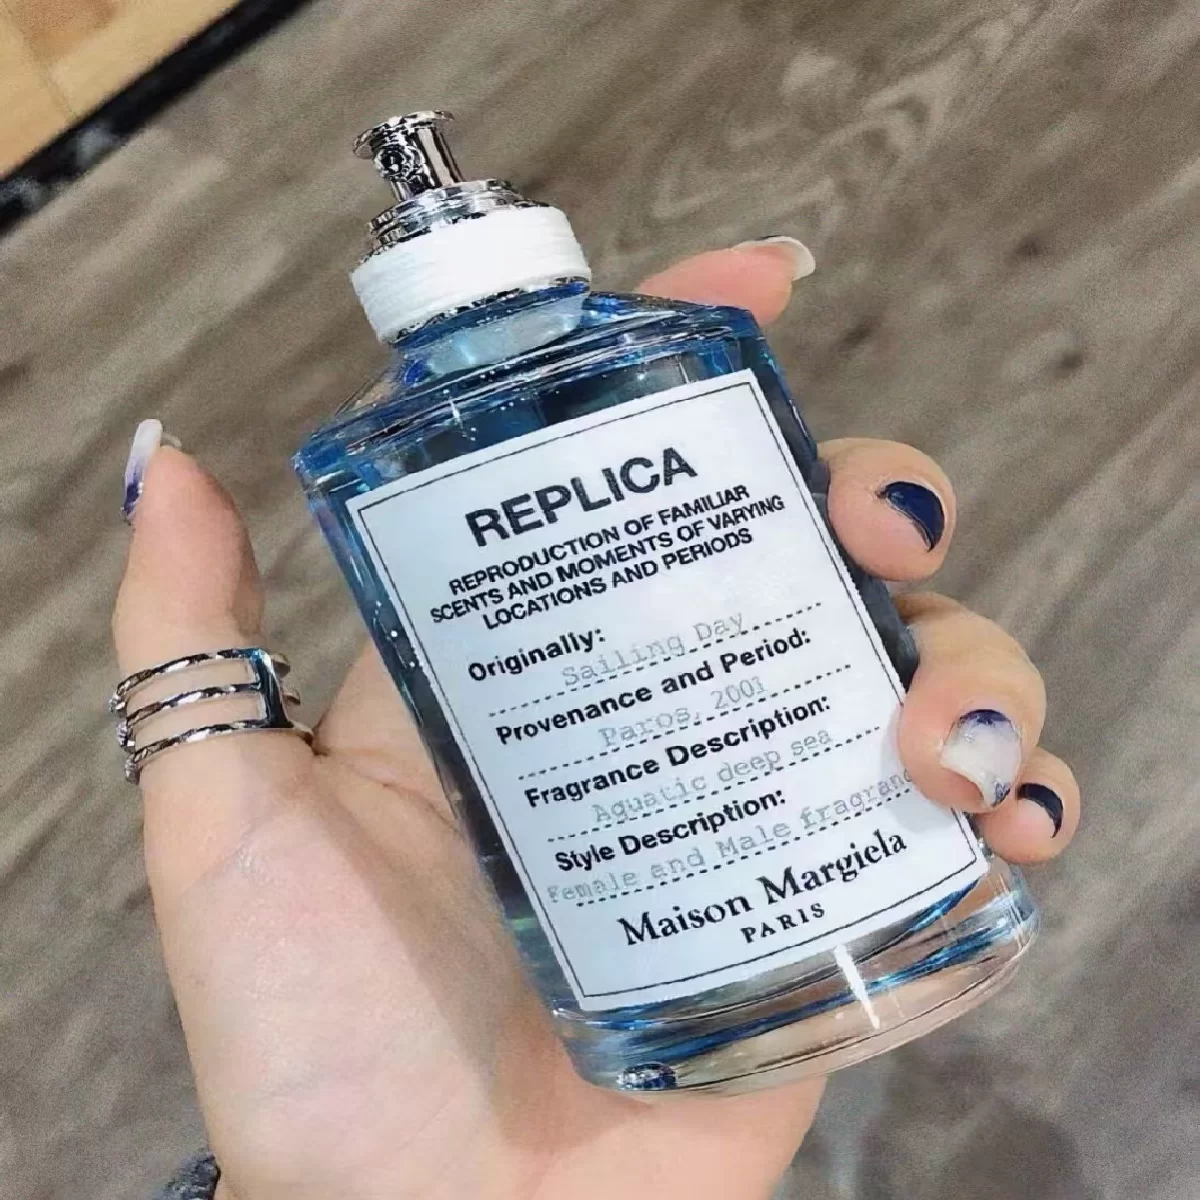 REPLICA
REPRODUCTION OF FAMILIAR
SCENTS AND MOMENTS OF VARYING
LOCATIONS AND PERIODS
Originally:
Sailing Day
Provenance and Period:
Paros, 2001
Fragrance Description:
Aquatic deep sea
Style Description:
Female and Male fragranc
Maison Margiela
PARIS